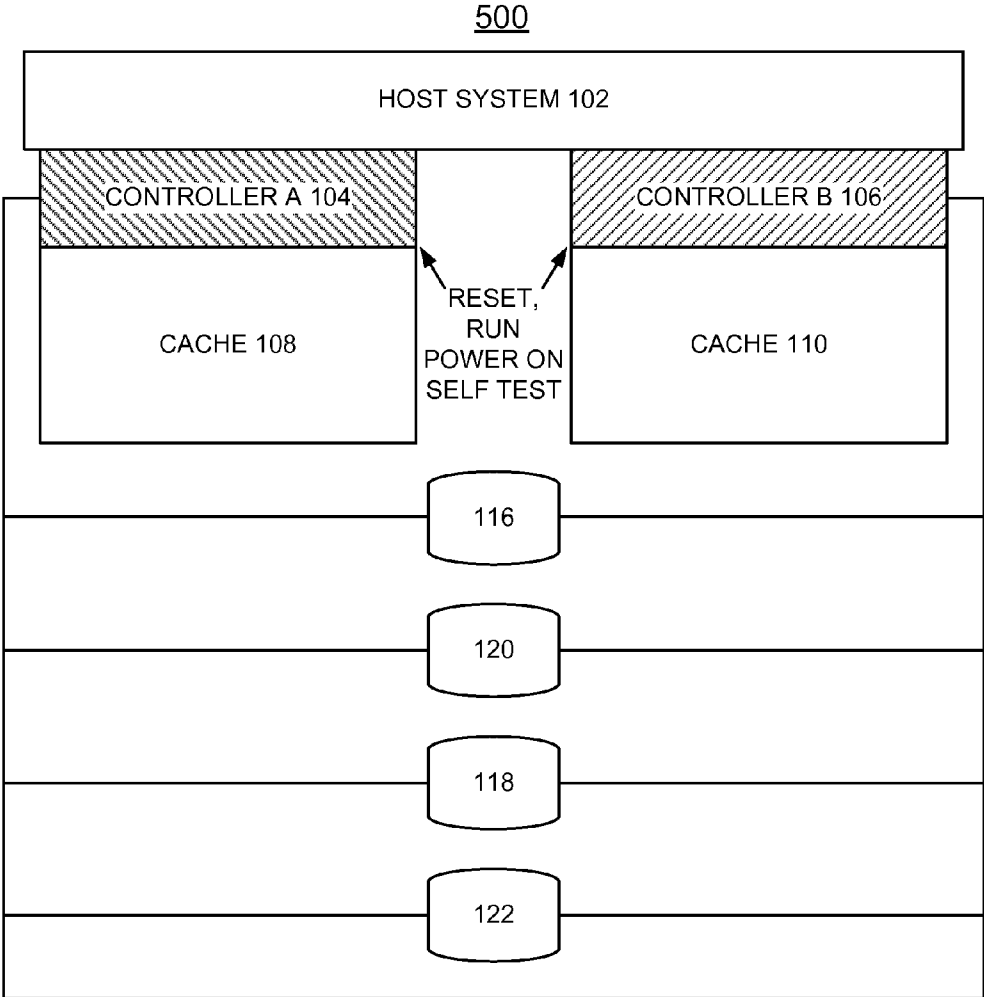 500
HOST SYSTEM 102
CONTROLLER A 104
CONTROLLER B 106
RESET,
RUN
POWER ON
SELF TEST
CACHE 108
CACHE 110
116
120
118
122